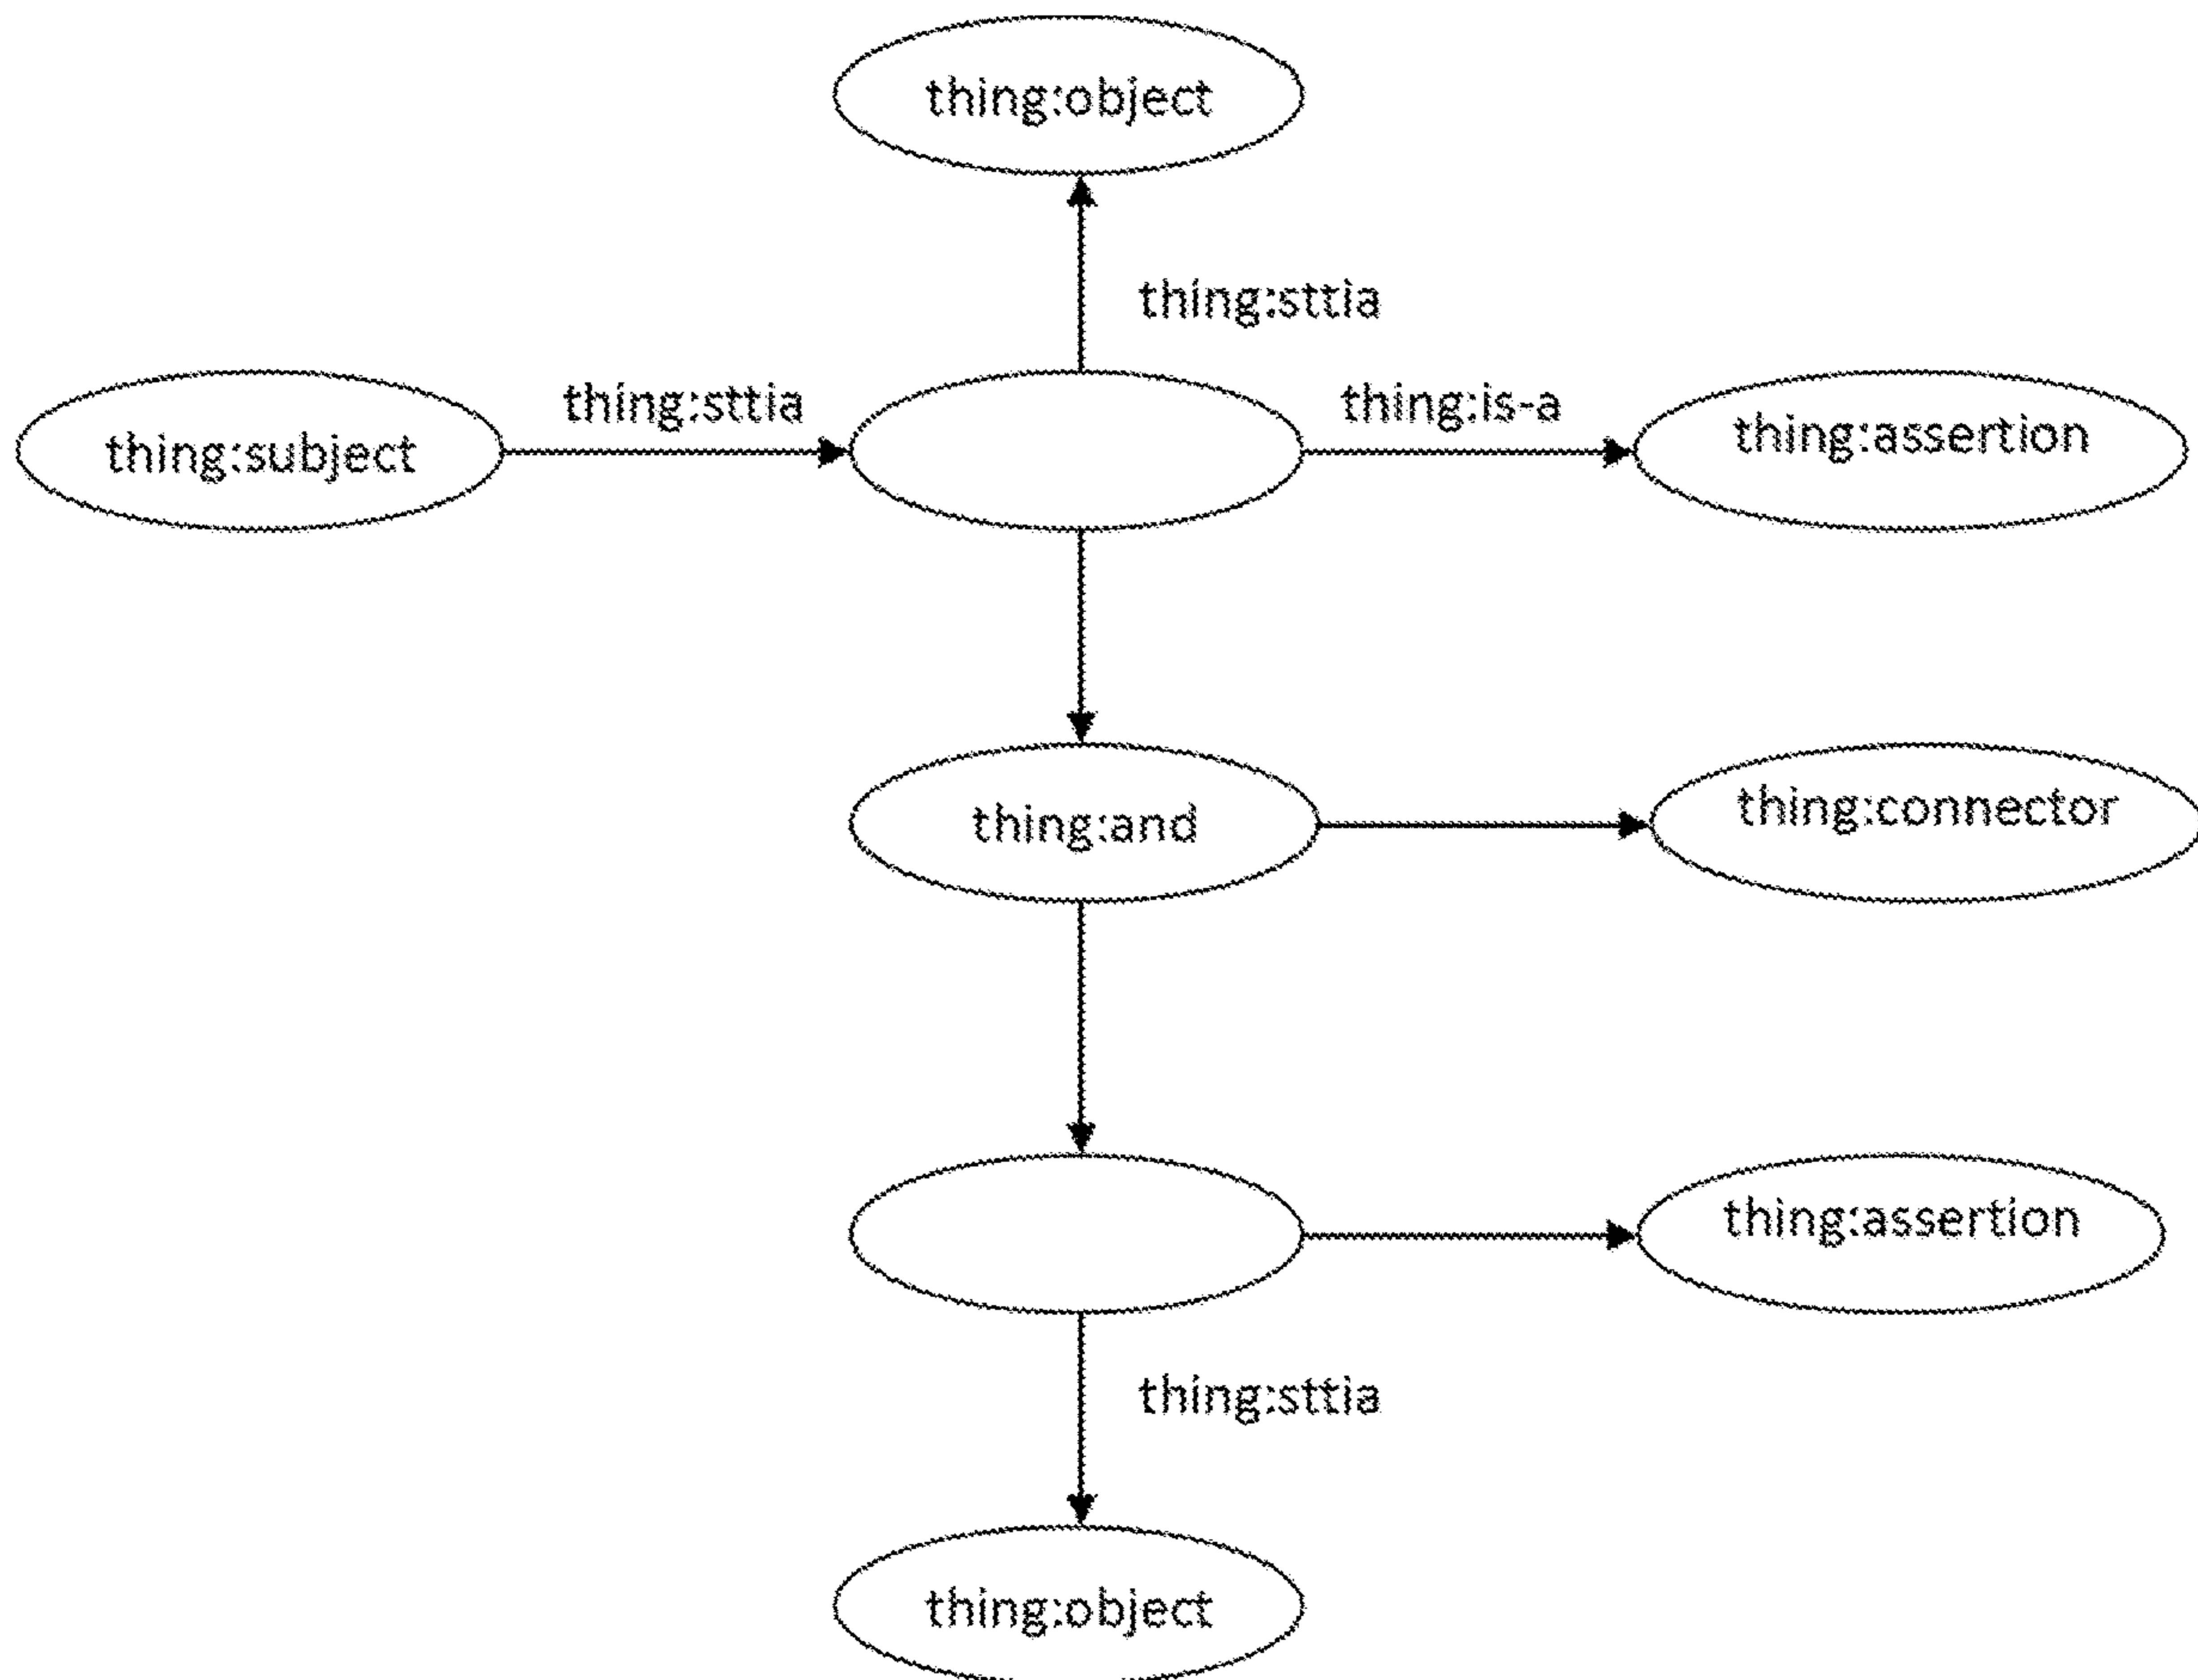 thing:object
thing:sttia
thing:sttia
thing:is-a
thing:subject
thing:assertion
thing:and
thing:connector
thing:assertion
thing:sttia
thing:object